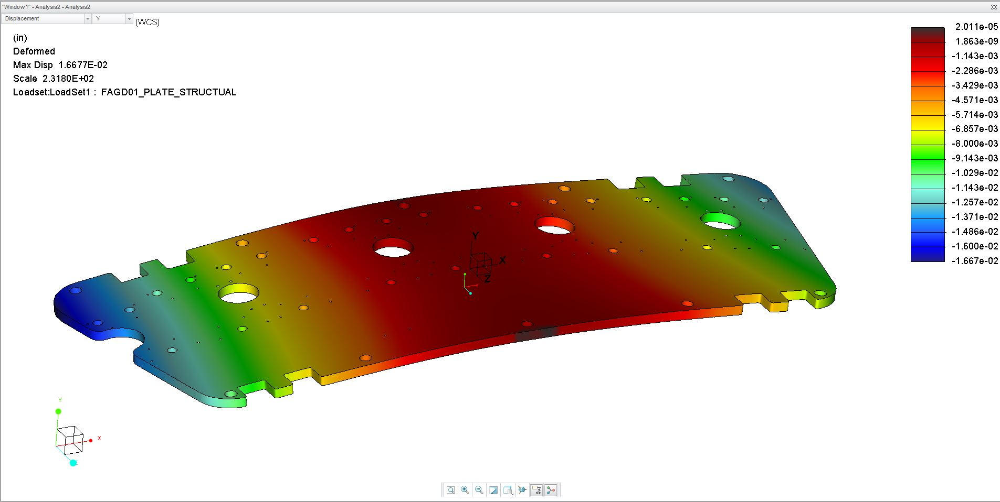 "Window1" - Analysis2 - Analysis2
Displacement
Y
(WCS)
(in)
Deformed
Max Disp 1.6677E-02
Scale 2.3180E+02
Loadset:LoadSet1 : FAGD01_PLATE_STRUCTUAL
2.011e-05
1.863e-09
-1.143e-03
-2.286e-03
-3.429e-03
-4.571e-03
-5.714e-03
-6.857e-03
-8.000e-03
-9.143e-03
-1.029e-02
-1.143e-02
-1.257e-02
-1.371e-02
-1.486e-02
-1.600e-02
-1.667e-02
Y
X
Z
Y
X
Z